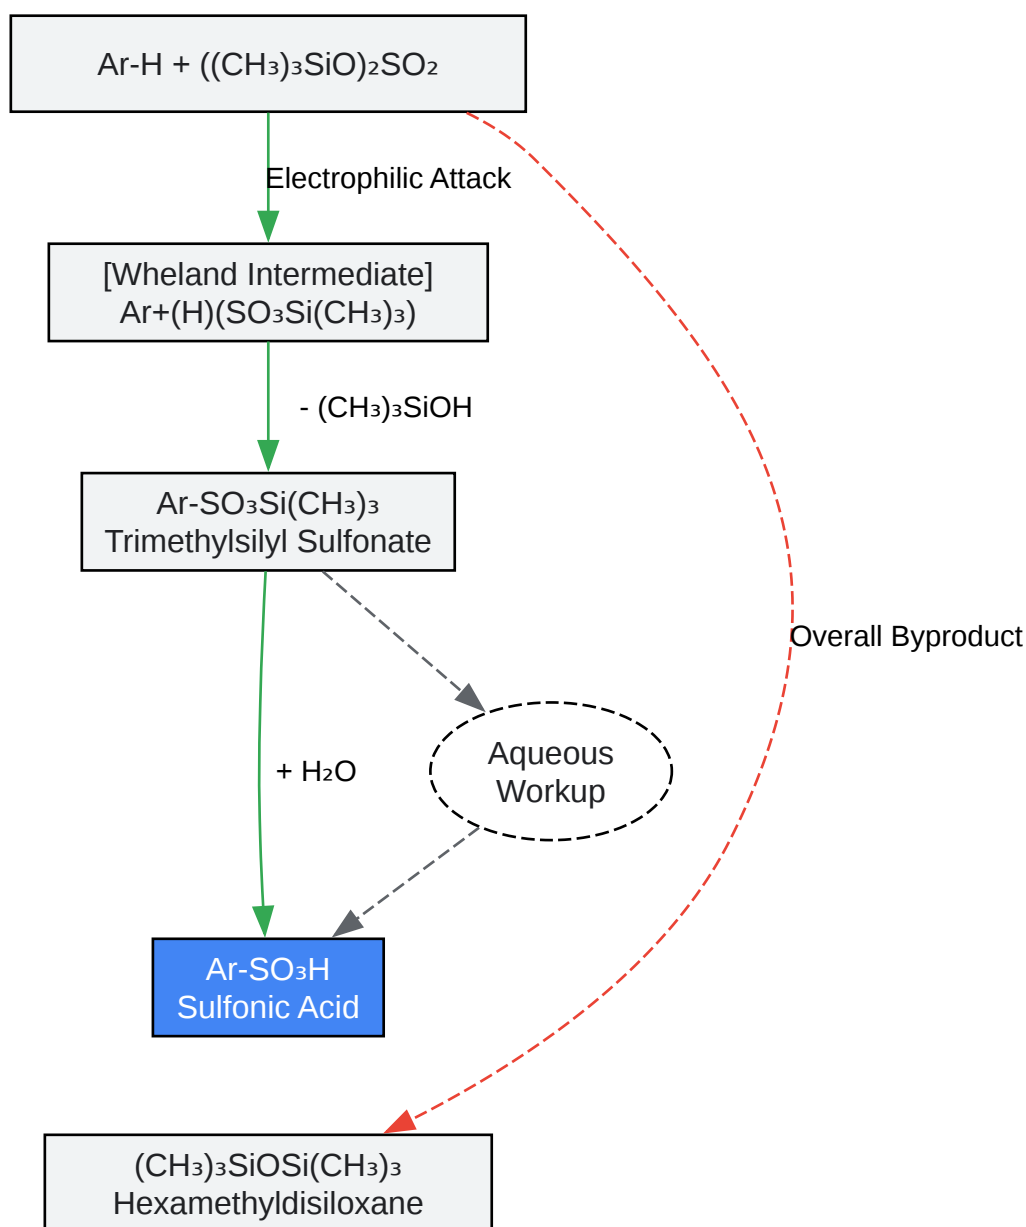 Ar-H + ((CH₃)₃SiO)₂SO₂
Electrophilic Attack
[Wheland Intermediate]
Ar+(H)(SO₃Si(CH₃)₃)
- (CH₃)₃SiOH
Ar-SO₃Si(CH₃)₃
Trimethylsilyl Sulfonate
Overall Byproduct
Aqueous
Workup
+ H₂O
Ar-SO₃H
Sulfonic Acid
(CH₃)₃SiOSi(CH₃)₃
Hexamethyldisiloxane